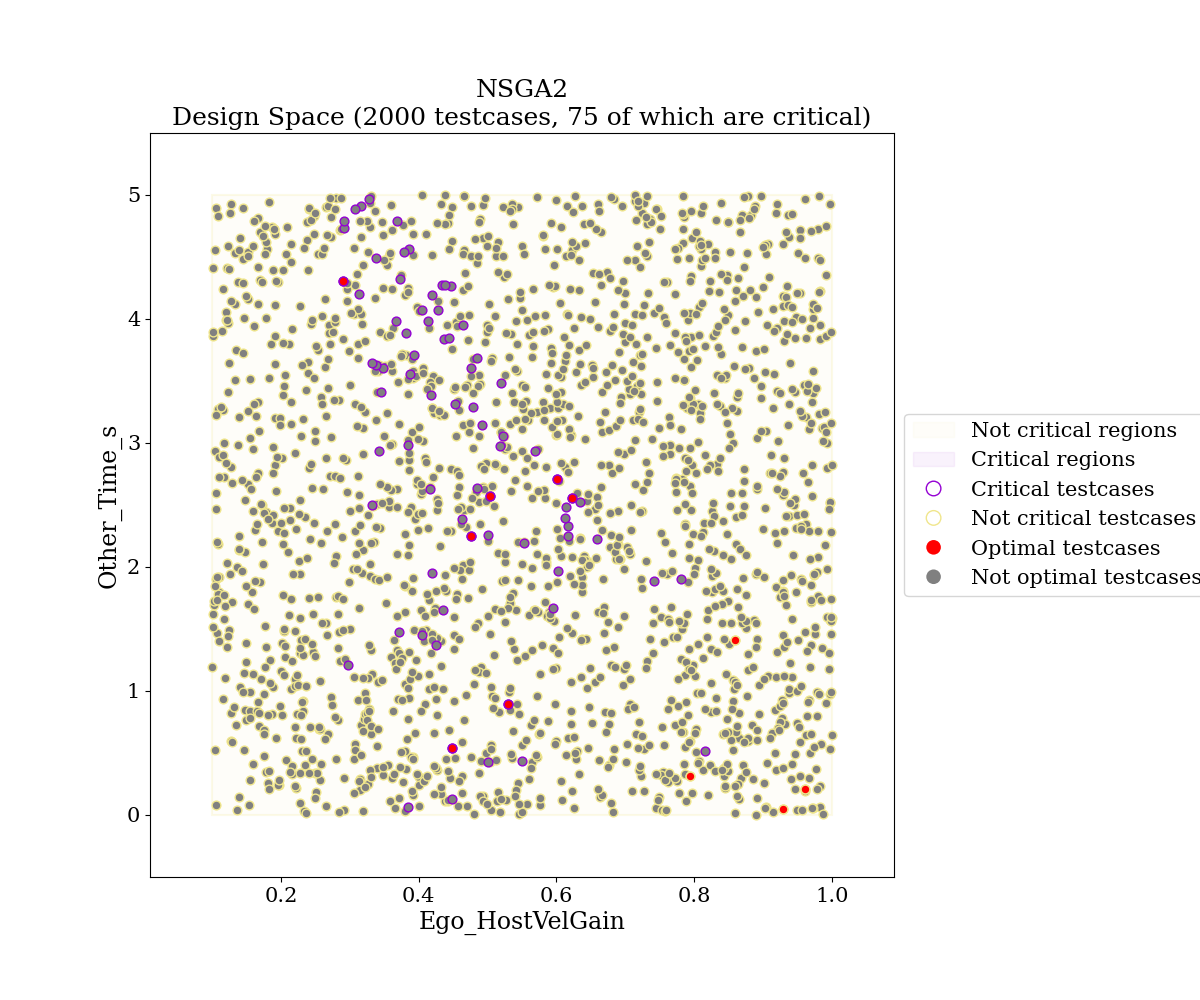 NSGA2
Design Space (2000 testcases, 75 of which are critical)
5
4
3
2
1
0
Other_Time_s
0.2
0.4
0.6
0.8
1.0
Ego_HostVelGain
Not critical regions
Critical regions
Critical testcases
Not critical testcases
Optimal testcases
Not optimal testcases